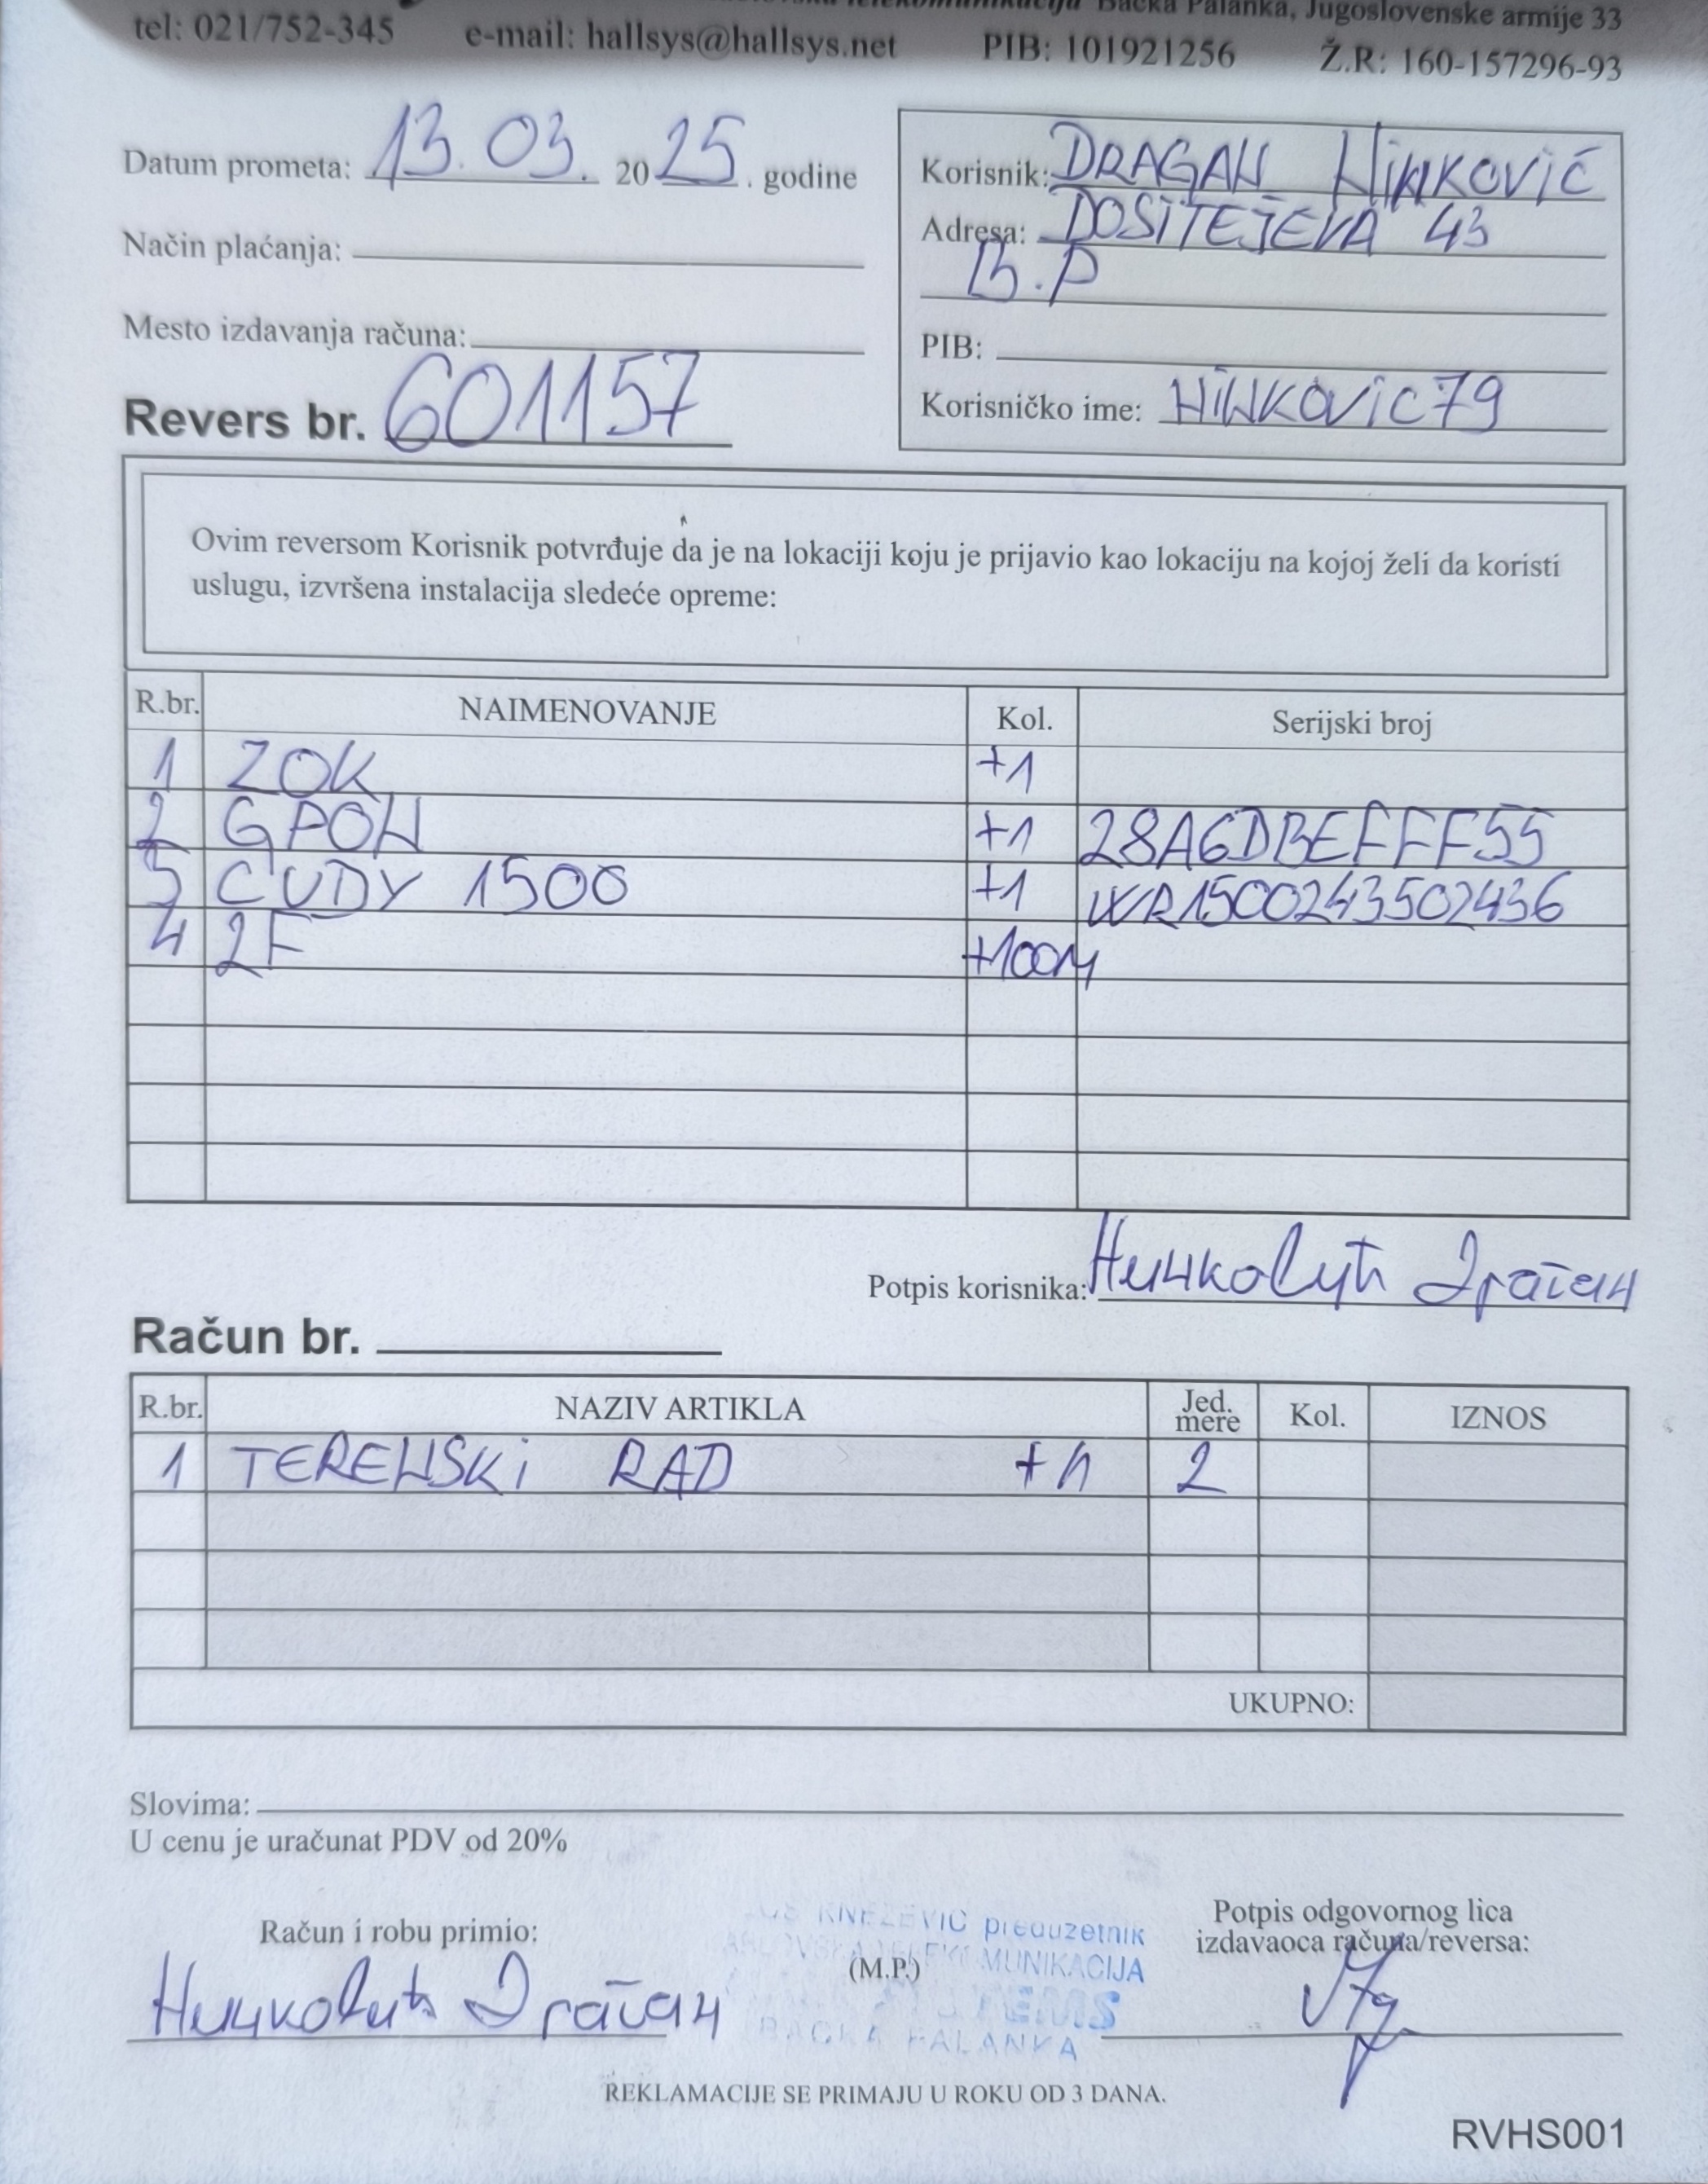 Bačka Palanka, Jugoslovenske armije 33
tel: 021/752-345 e-mail: hallsys@hallsys.net PIB: 101921256 Ž.R: 160-157296-93
Datum prometa: 13.03. 2025. godine
Način plaćanja:
Mesto izdavanja računa:
Revers br. 601157
Korisnik: DRAGAN NiNKOViĆ
Adresa: DOSiTEJEVA 43
B.P
PIB:
Korisničko ime: NiNKOViC79
Ovim reversom Korisnik potvrđuje da je na lokaciji koju je prijavio kao lokaciju na kojoj želi da koristi
uslugu, izvršena instalacija sledeće opreme:
R.br. NAIMENOVANJE Kol. Serijski broj
1 ZOK +1
2 GPON +1 28A6DBEFFF55
3 CUDY 1500 +1 WR1500243502436
4 2F +100M
Potpis korisnika: Нинковић Драган
Račun br.
R.br. NAZIV ARTIKLA Jed. mere Kol. IZNOS
1 TERENSKi RAD +1 2
UKUPNO:
Slovima:
U cenu je uračunat PDV od 20%
Račun i robu primio:
Нинковић Драган
KNEŽEVIĆ preduzetnik
(M.P.)
BAČKA PALANKA
Potpis odgovornog lica
izdavaoca računa/reversa:
REKLAMACIJE SE PRIMAJU U ROKU OD 3 DANA.
RVHS001